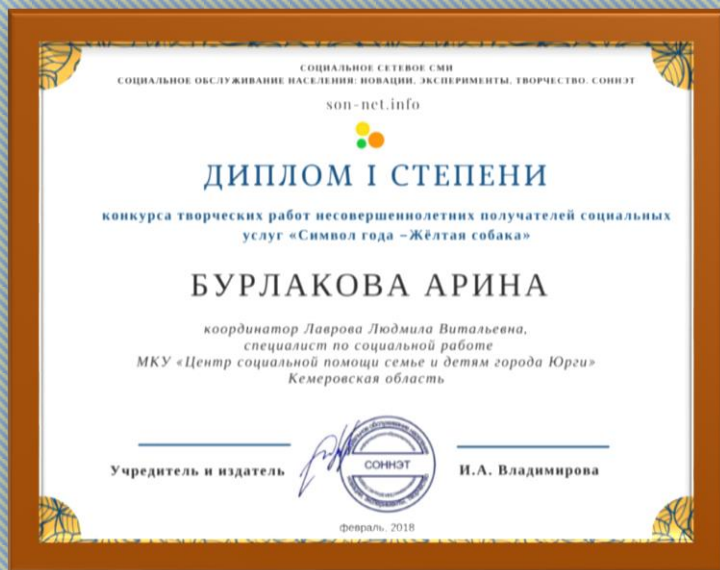 СОЦИАЛЬНОЕ СЕТЕВОЕ СМИ
СОЦИАЛЬНОЕ ОБСЛУЖИВАНИЕ НАСЕЛЕНИЯ: НОВАЦИИ. ЭКСПЕРИМЕНТЫ. ТВОРЧЕСТВО. СОННЭТ
son-net.info
ДИПЛОМ I СТЕПЕНИ
конкурса творческих работ несовершеннолетних получателей социальных
услуг «Символ года –Жёлтая собака»
БУРЛАКОВА АРИНА
координатор Лаврова Людмила Витальевна,
специалист по социальной работе
МКУ «Центр социальной помощи семье и детям города Юрги»
Кемеровская область
СОННЭТ
Учредитель и издатель
И.А. Владимирова
февраль, 2018